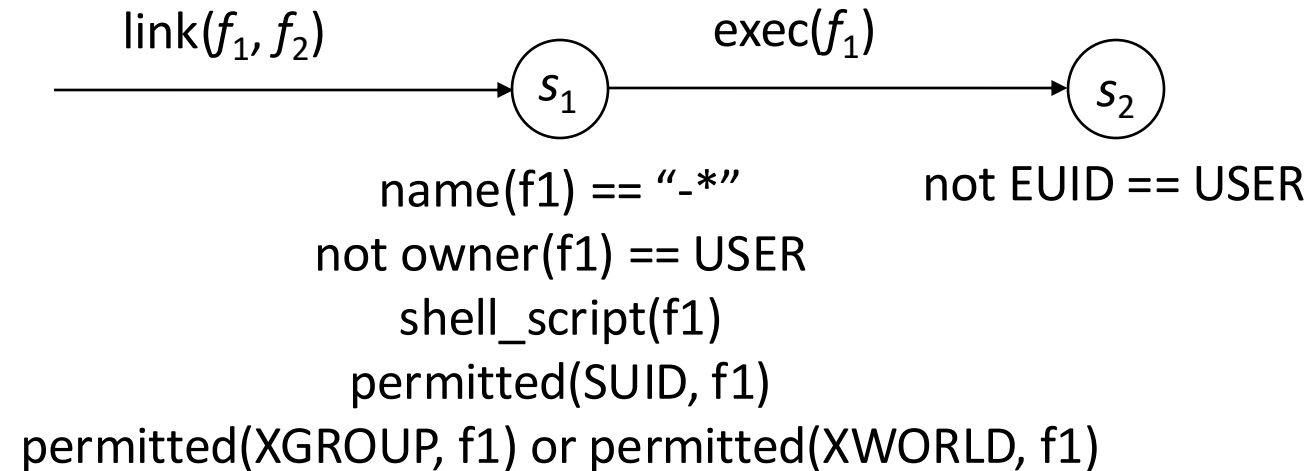 link(f₁, f₂)
exec(f₁)
s₁
s₂
name(f1) == “-*”
not EUID == USER
not owner(f1) == USER
shell_script(f1)
permitted(SUID, f1)
permitted(XGROUP, f1) or permitted(XWORLD, f1)